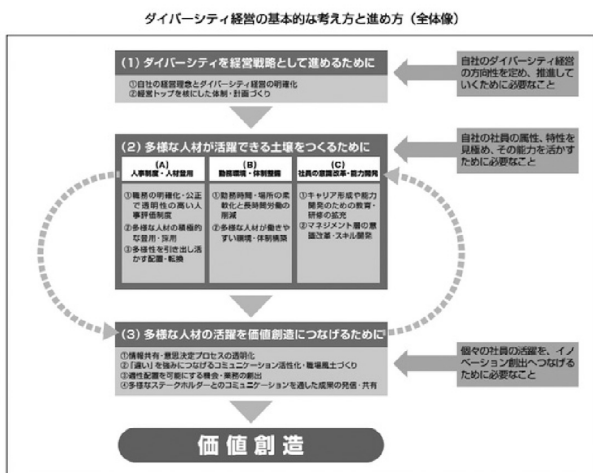 ダイバーシティ経営の基本的な考え方と進め方（全体像）
(1) ダイバーシティを経営戦略として進めるために
①自社の経営理念とダイバーシティ経営の明確化
②経営トップを核にした体制・計画づくり
自社のダイバーシティ経営
の方向性を定め、推進して
いくために必要なこと
(2) 多様な人材が活躍できる土壌をつくるために
自社の社員の属性、特性を
見極め、その能力を活かす
ために必要なこと
(A)
人事制度・人材登用
①職務の明確化・公正
で透明性の高い人
事評価制度
②多様な人材の積極的
な登用・採用
③多様性を引き出し活
かす配置・転換
(B)
勤務環境・体制整備
①勤務時間・場所の柔
軟化と長時間労働の
削減
②多様な人材が働きや
すい環境・体制構築
(C)
社員の意識改革・能力開発
①キャリア形成や能力
開発のための教育・
研修の拡充
②マネジメント層の意
識改革・スキル開発
(3) 多様な人材の活躍を価値創造につなげるために
①情報共有・意思決定プロセスの透明化
②「違い」を強みにつなげるコミュニケーション活性化・職場風土づくり
③適性配置を可能にする機会・業務の創出
④多様なステークホルダーとのコミュニケーションを通した成果の発信・共有
個々の社員の活躍を、イノ
ベーション創出へつなげる
ために必要なこと
価値創造